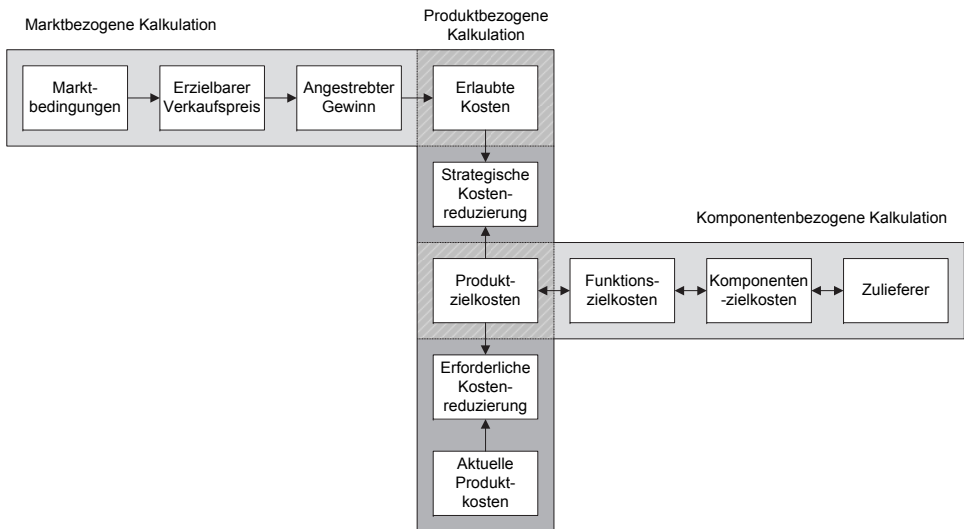 Marktbezogene Kalkulation
Produktbezogene
Kalkulation
Markt-
bedingungen
Erzielbarer
Verkaufspreis
Angestrebter
Gewinn
Erlaubte
Kosten
Strategische
Kosten-
reduzierung
Komponentenbezogene Kalkulation
Produkt-
zielkosten
Funktions-
zielkosten
Komponenten
-zielkosten
Zulieferer
Erforderliche
Kosten-
reduzierung
Aktuelle
Produkt-
kosten